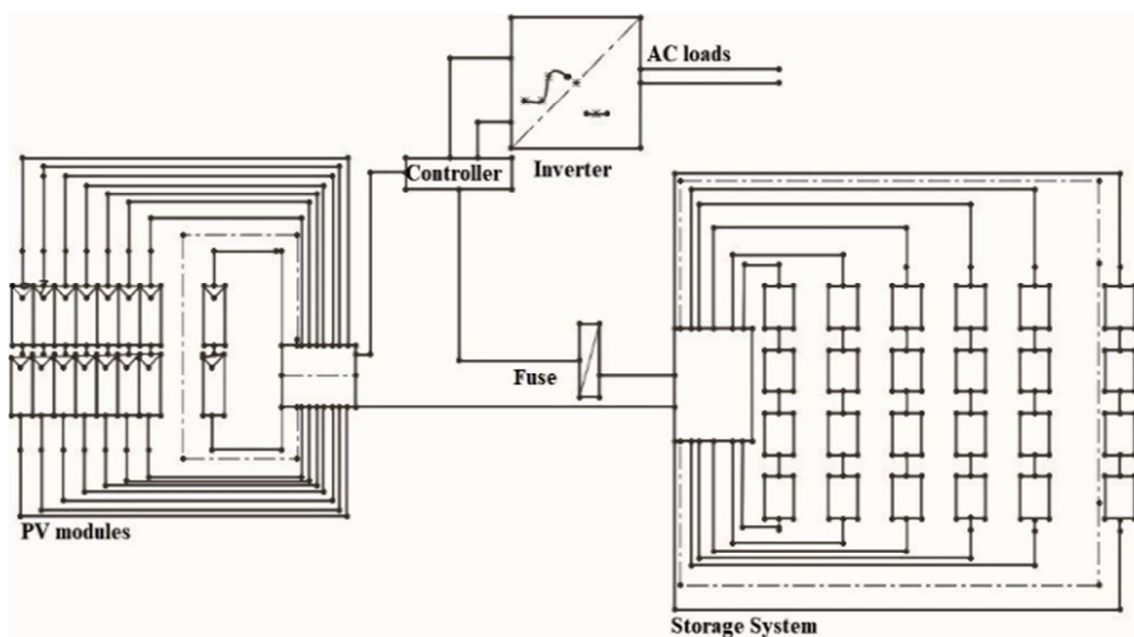 AC loads
Controller
Inverter
Fuse
PV modules
Storage System